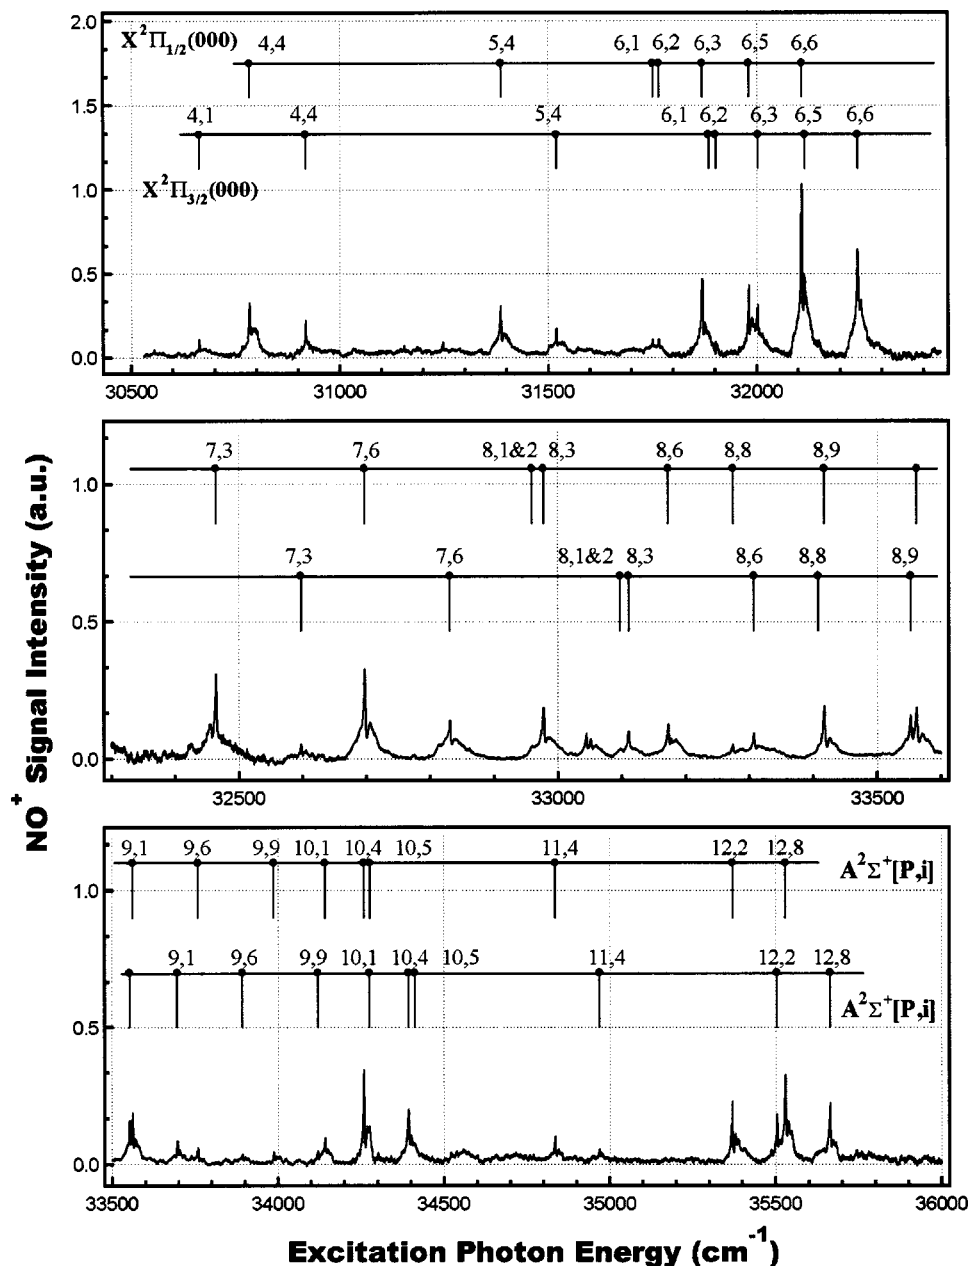 NO+ Signal Intensity (a.u.)
2.0
X²Π1/2(000)
4,4 5,4 6,1 6,2 6,3 6,5 6,6
1.5
4,1 4,4 5,4 6,1 6,2 6,3 6,5 6,6
X²Π3/2(000)
1.0
0.5
0.0
30500 31000 31500 32000
7,3 7,6 8,1&2 8,3 8,6 8,8 8,9
1.0
7,3 7,6 8,1&2 8,3 8,6 8,8 8,9
0.5
0.0
32500 33000 33500
9,1 9,6 9,9 10,1 10,4 10,5 11,4 12,2 12,8
A²Σ⁺[P,i]
1.0
9,1 9,6 9,9 10,1 10,4 10,5 11,4 12,2 12,8
A²Σ⁺[P,i]
0.5
0.0
33500 34000 34500 35000 35500 36000
Excitation Photon Energy (cm⁻¹)